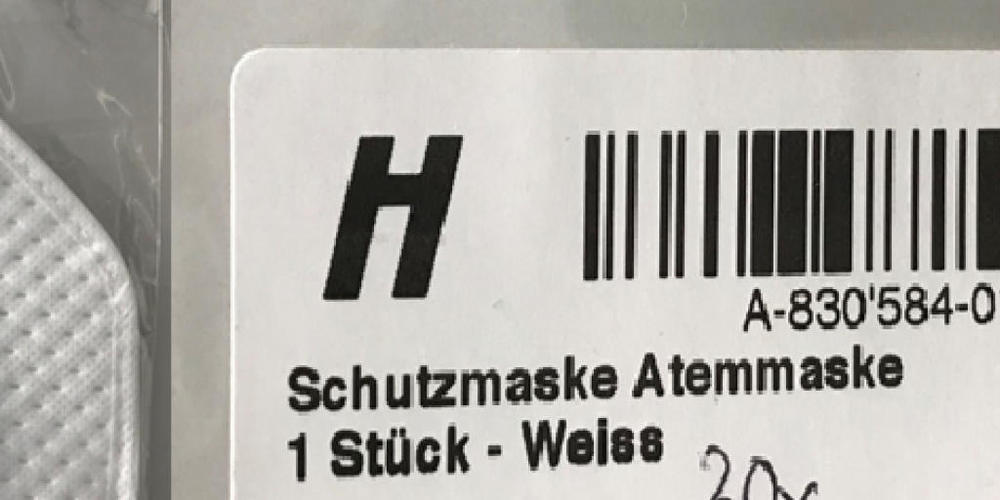 H
A-830'584-0
Schutzmaske Atemmaske
1 Stück - Weiss